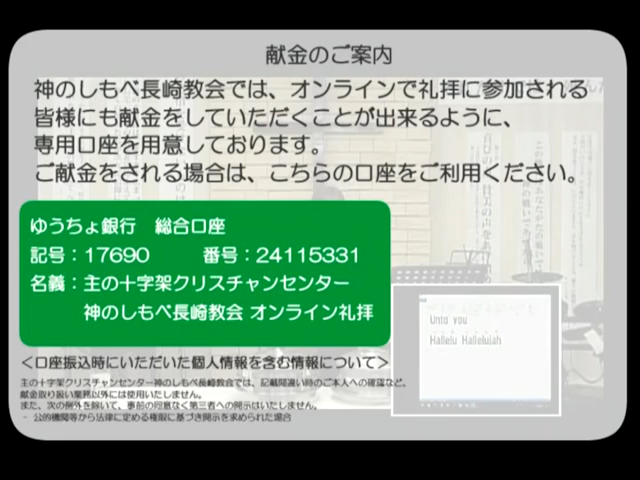 献金のご案内
神のしもべ長崎教会では、オンラインで礼拝に参加される
皆様にも献金をしていただくことが出来るように、
専用口座を用意しております。
ご献金をされる場合は、こちらの口座をご利用ください。
ゆうちょ銀行　総合口座
記号：17690　　　番号：24115331
名義：主の十字架クリスチャンセンター
神のしもべ長崎教会 オンライン礼拝
Unto you
Hallelu Hallelujah
＜口座振込時にいただいた個人情報を含む情報について＞
主の十字架クリスチャンセンター神のしもべ長崎教会では、記載間違い時のご本人への確認など、
献金取り扱い業務以外には使用いたしません。
また、次の例外を除いて、事前の同意なく第三者への開示はいたしません。
- 公的機関等から法律に定める権限に基づき開示を求められた場合